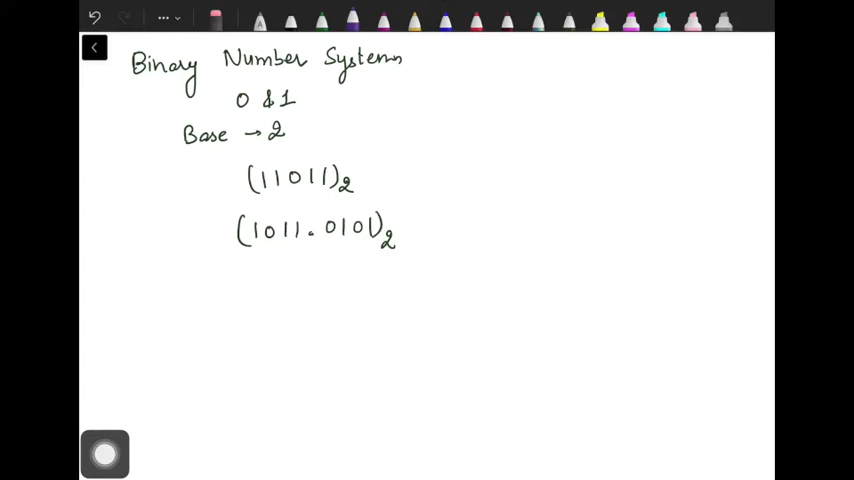 Binary Number Systems
0 & 1
Base → 2
(11011)2
(1011.0101)2